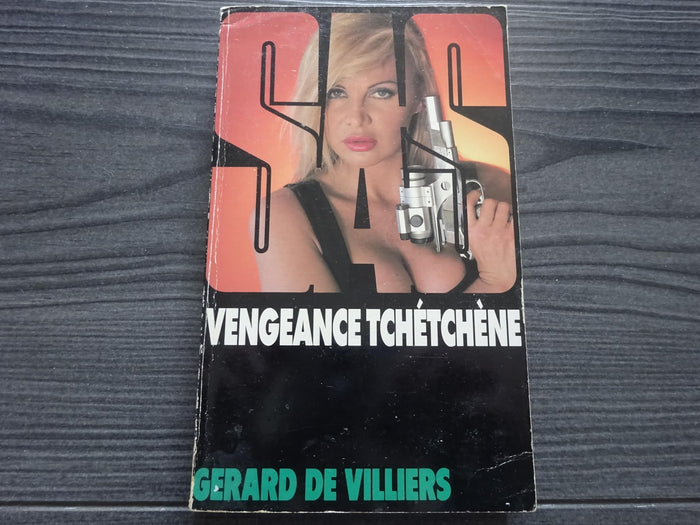 SAS
VENGEANCE TCHÉTCHÈNE
GERARD DE VILLIERS